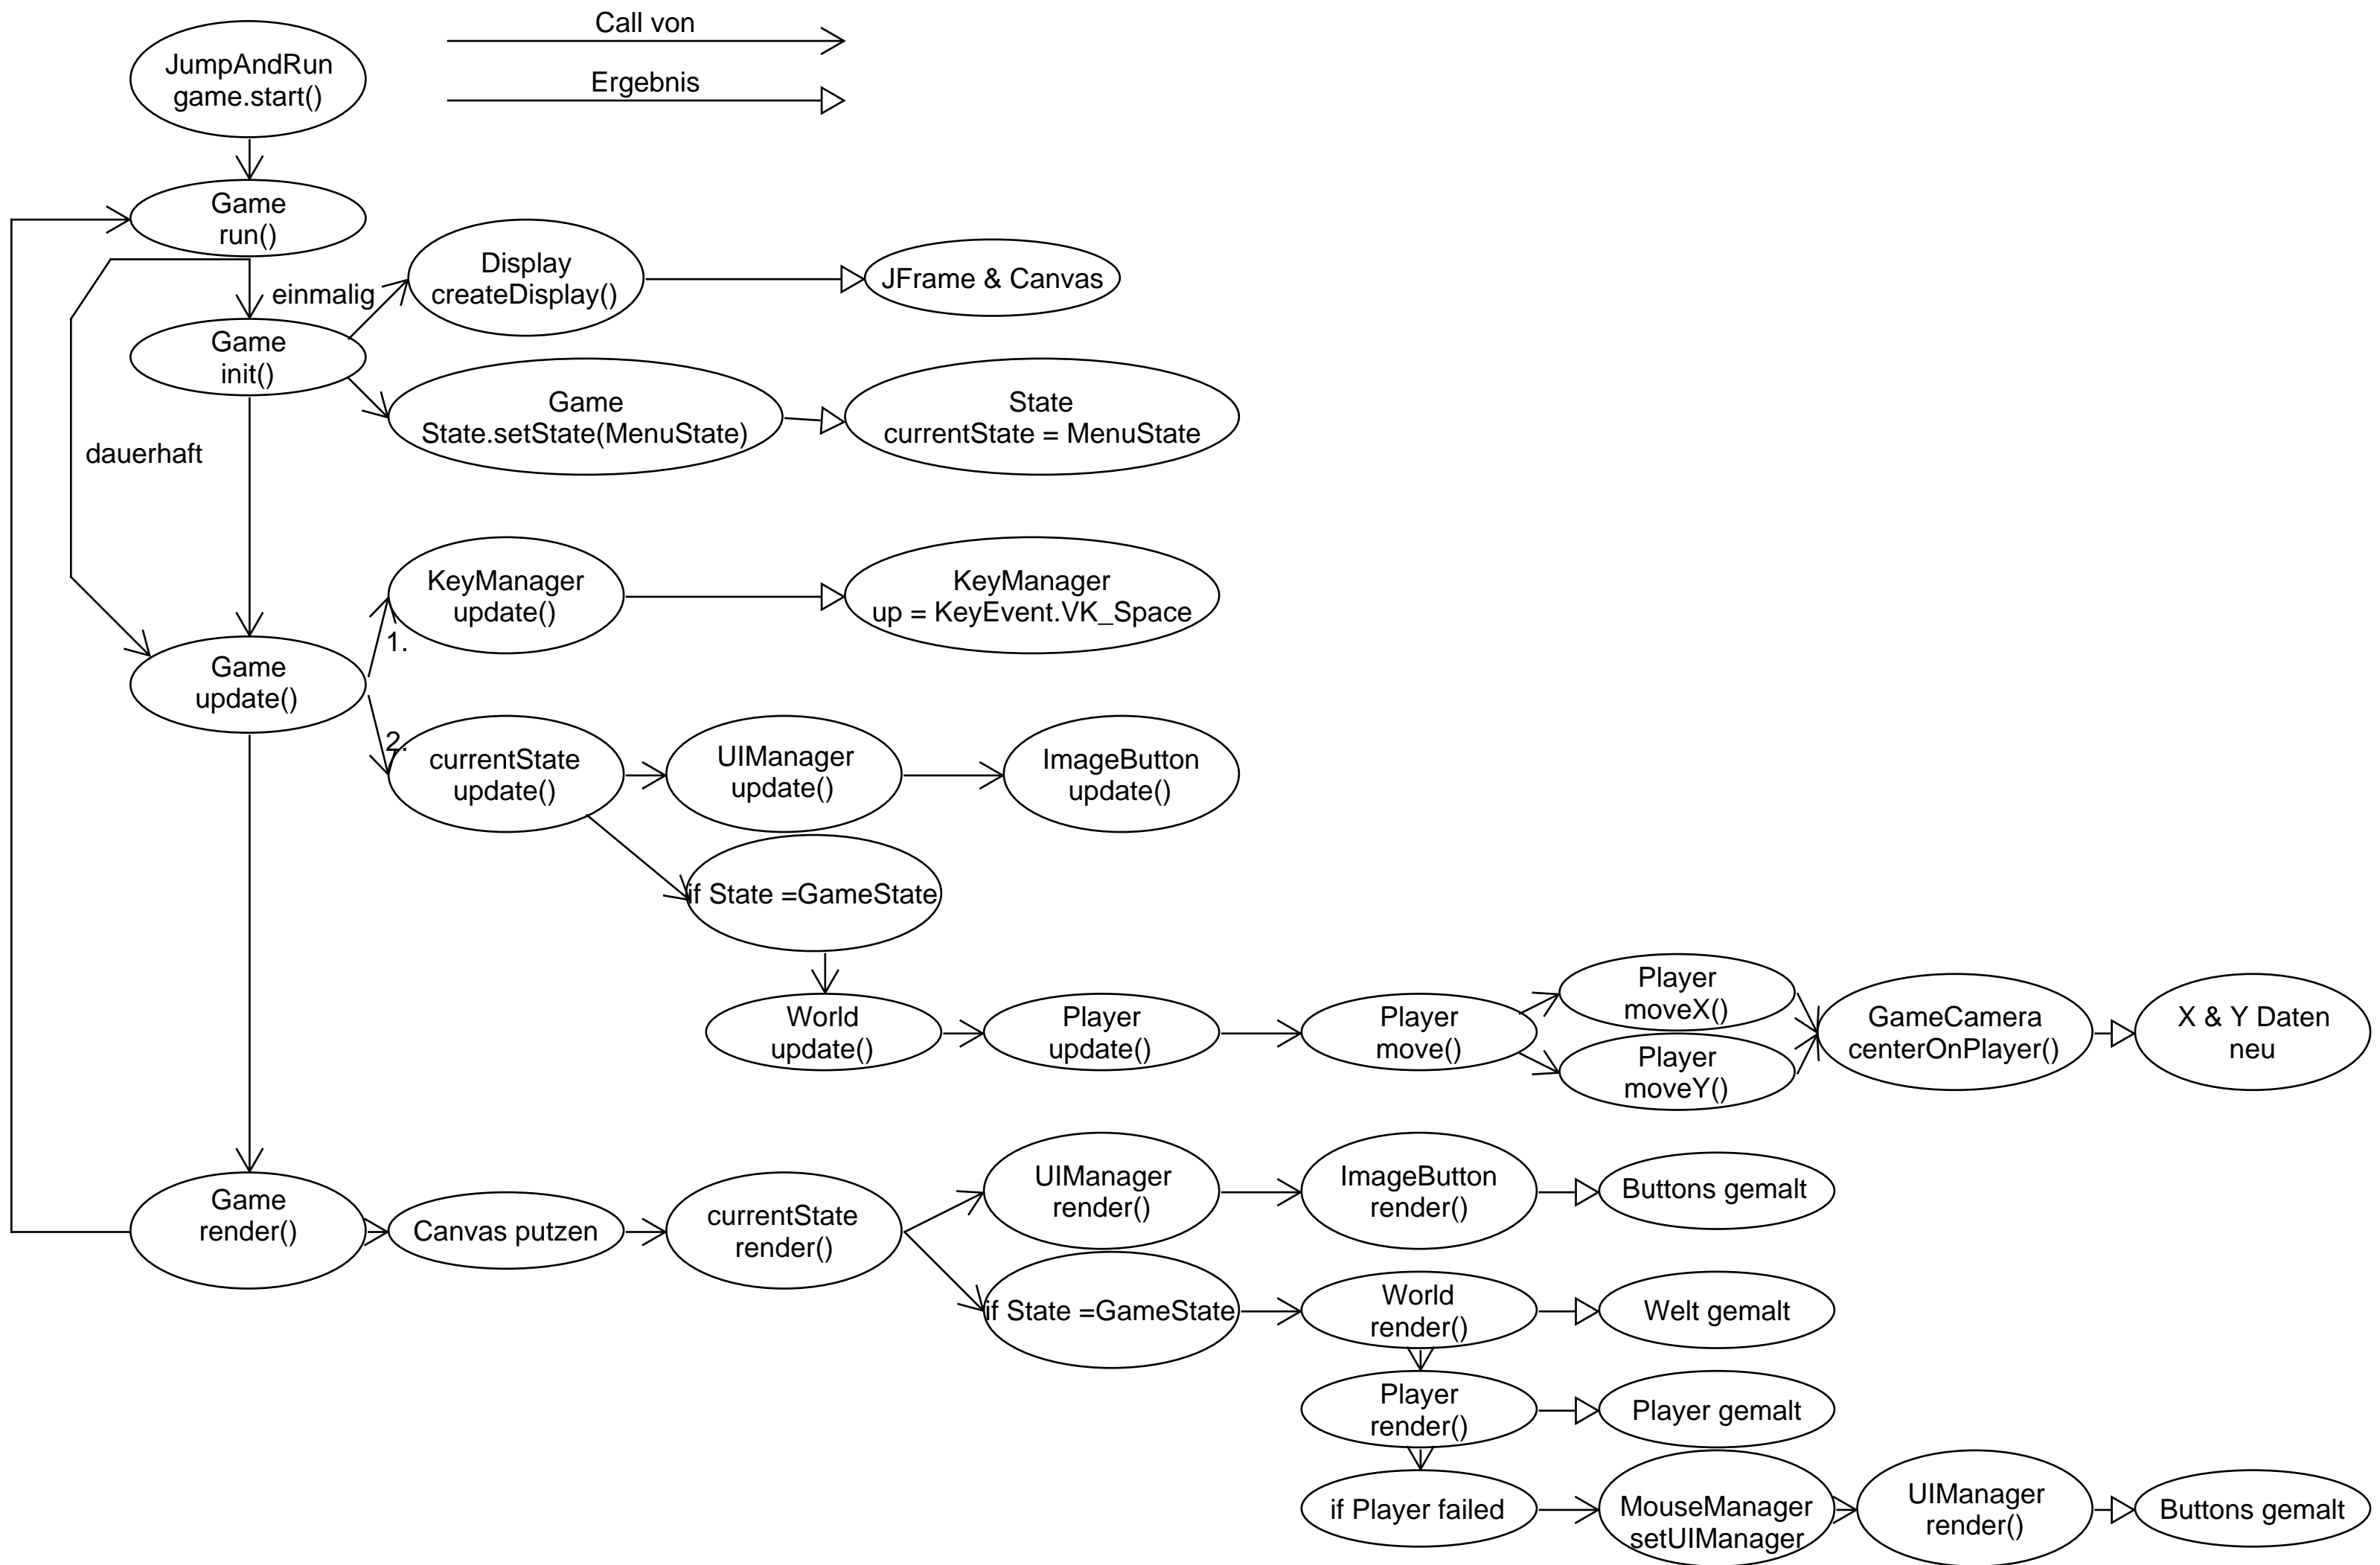 Call von
JumpAndRun
game.start()
Ergebnis
Game
run()
Display
createDisplay()
JFrame & Canvas
einmalig
Game
init()
Game
State.setState(MenuState)
State
currentState = MenuState
dauerhaft
KeyManager
update()
KeyManager
up = KeyEvent.VK_Space
1.
Game
update()
2.
currentState
update()
UIManager
update()
ImageButton
update()
if State =GameState
World
update()
Player
update()
Player
move()
Player
moveX()
Player
moveY()
GameCamera
centerOnPlayer()
X & Y Daten
neu
Game
render()
Canvas putzen
currentState
render()
UIManager
render()
ImageButton
render()
Buttons gemalt
if State =GameState
World
render()
Welt gemalt
Player
render()
Player gemalt
if Player failed
MouseManager
setUIManager
UIManager
render()
Buttons gemalt